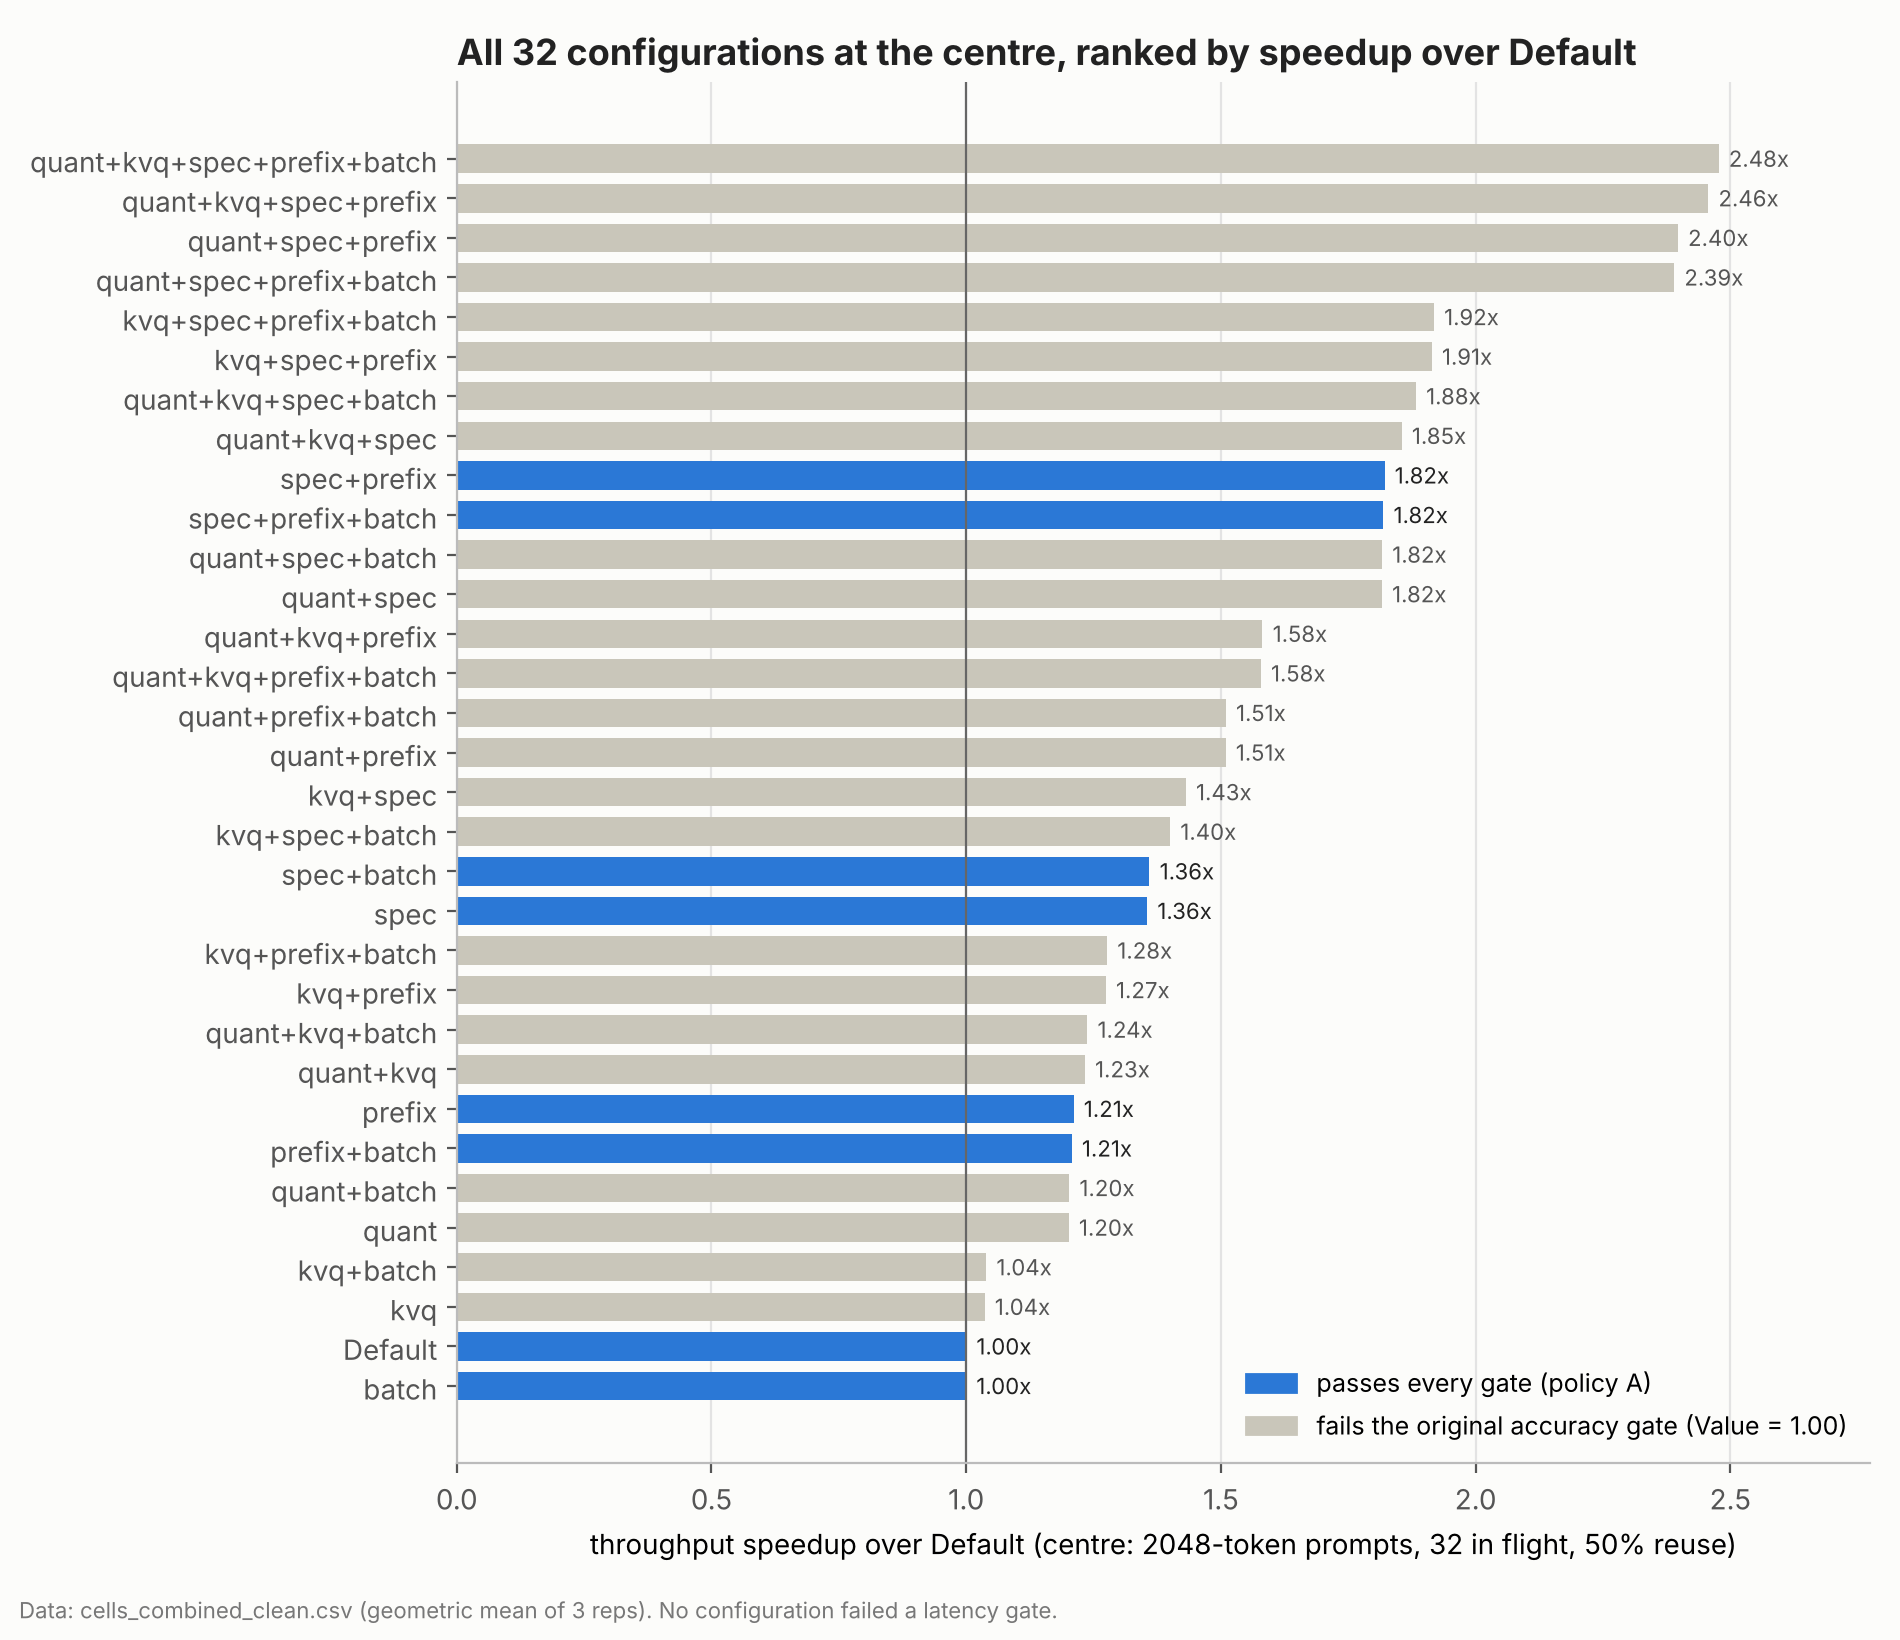 All 32 configurations at the centre, ranked by speedup over Default
quant+kvq+spec+prefix+batch 2.48x
quant+kvq+spec+prefix 2.46x
quant+spec+prefix 2.40x
quant+spec+prefix+batch 2.39x
kvq+spec+prefix+batch 1.92x
kvq+spec+prefix 1.91x
quant+kvq+spec+batch 1.88x
quant+kvq+spec 1.85x
spec+prefix 1.82x
spec+prefix+batch 1.82x
quant+spec+batch 1.82x
quant+spec 1.82x
quant+kvq+prefix 1.58x
quant+kvq+prefix+batch 1.58x
quant+prefix+batch 1.51x
quant+prefix 1.51x
kvq+spec 1.43x
kvq+spec+batch 1.40x
spec+batch 1.36x
spec 1.36x
kvq+prefix+batch 1.28x
kvq+prefix 1.27x
quant+kvq+batch 1.24x
quant+kvq 1.23x
prefix 1.21x
prefix+batch 1.21x
quant+batch 1.20x
quant 1.20x
kvq+batch 1.04x
kvq 1.04x
Default 1.00x
batch 1.00x
passes every gate (policy A)
fails the original accuracy gate (Value = 1.00)
0.0 0.5 1.0 1.5 2.0 2.5
throughput speedup over Default (centre: 2048-token prompts, 32 in flight, 50% reuse)
Data: cells_combined_clean.csv (geometric mean of 3 reps). No configuration failed a latency gate.